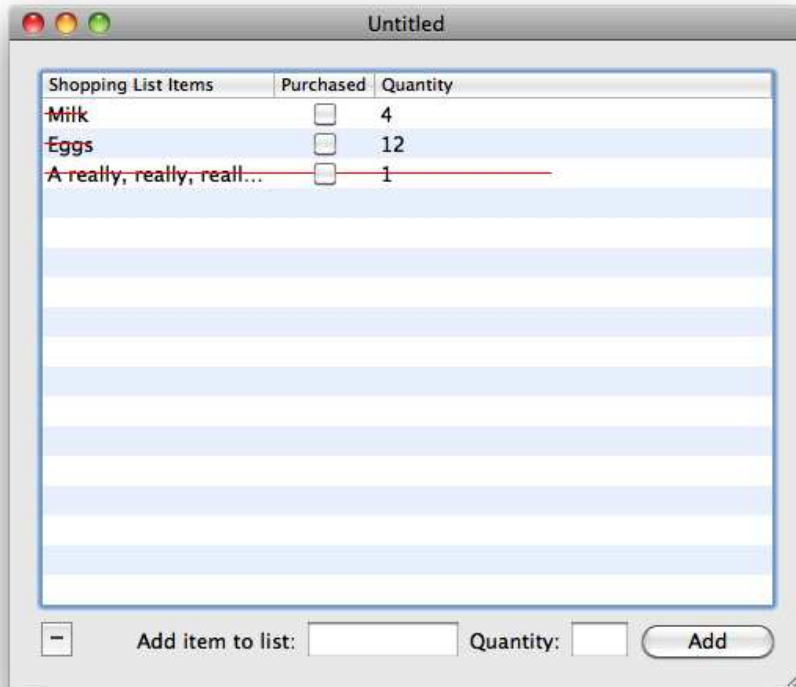 Untitled
Shopping List Items Purchased Quantity
Milk 4
Eggs 12
A really, really, reall... 1
Add item to list: Quantity: Add